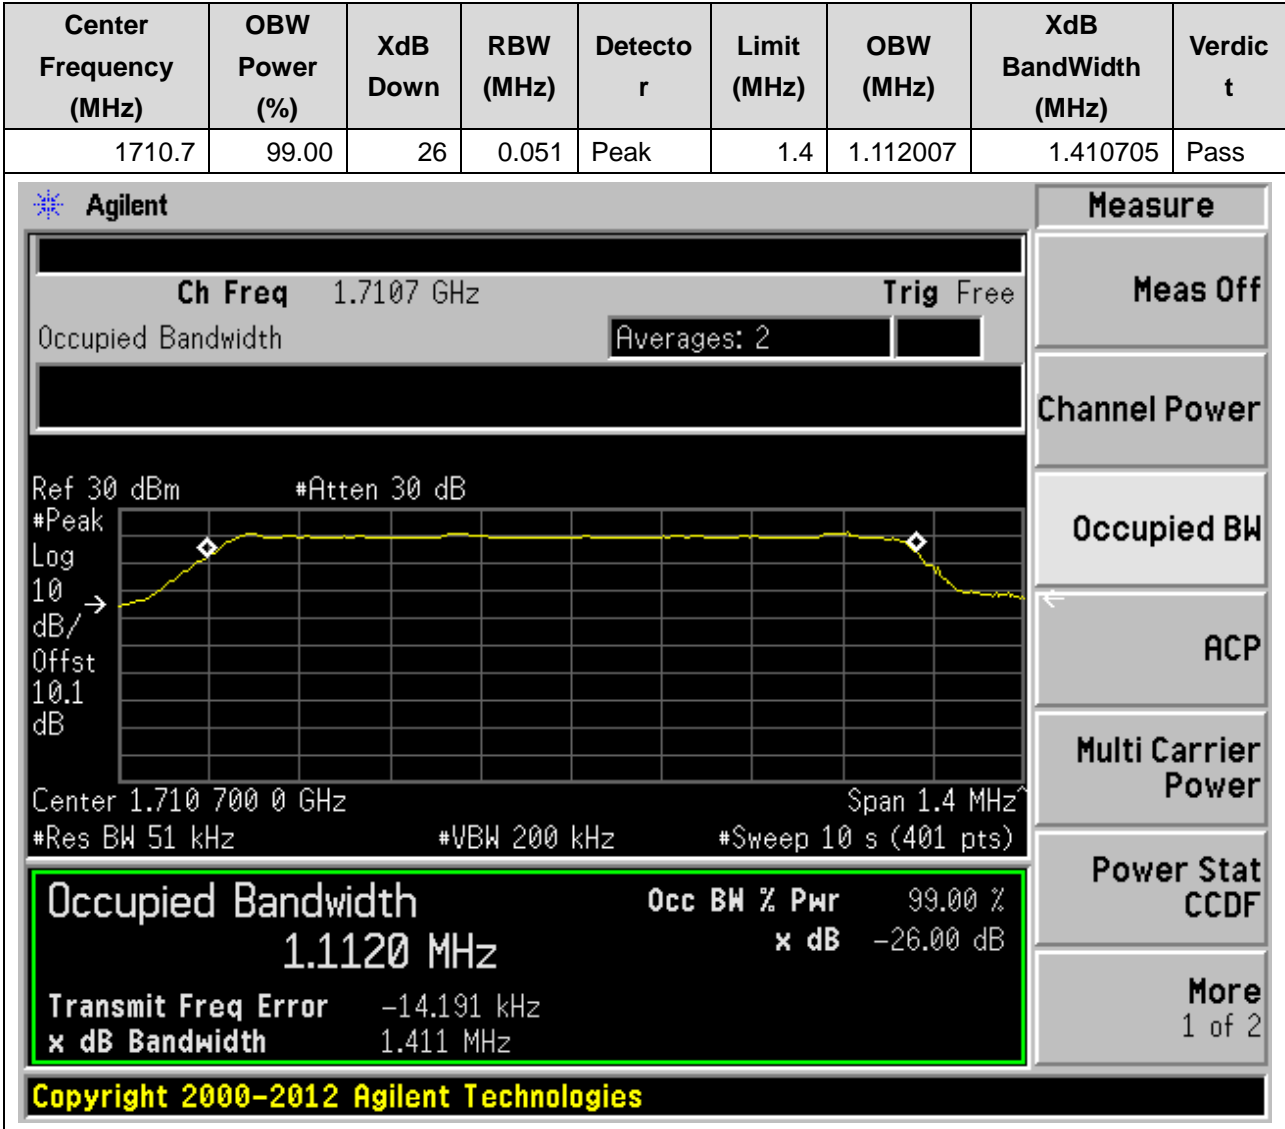 Center Frequency (MHz) OBW Power (%) XdB Down RBW (MHz) Detector Limit (MHz) OBW (MHz) XdB BandWidth (MHz) Verdict
1710.7 99.00 26 0.051 Peak 1.4 1.112007 1.410705 Pass
Agilent
Measure
Ch Freq 1.7107 GHz Trig Free
Meas Off
Occupied Bandwidth Averages: 2
Channel Power
Ref 30 dBm #Atten 30 dB
#Peak
Log
10
dB/
Offst
10.1
dB
Occupied BW
ACP
Multi Carrier
Power
Center 1.710 700 0 GHz Span 1.4 MHz^
#Res BW 51 kHz #VBW 200 kHz #Sweep 10 s (401 pts)
Power Stat
CCDF
Occupied Bandwidth Occ BW % Pwr 99.00 %
1.1120 MHz x dB -26.00 dB
Transmit Freq Error -14.191 kHz
x dB Bandwidth 1.411 MHz
More
1 of 2
Copyright 2000-2012 Agilent Technologies